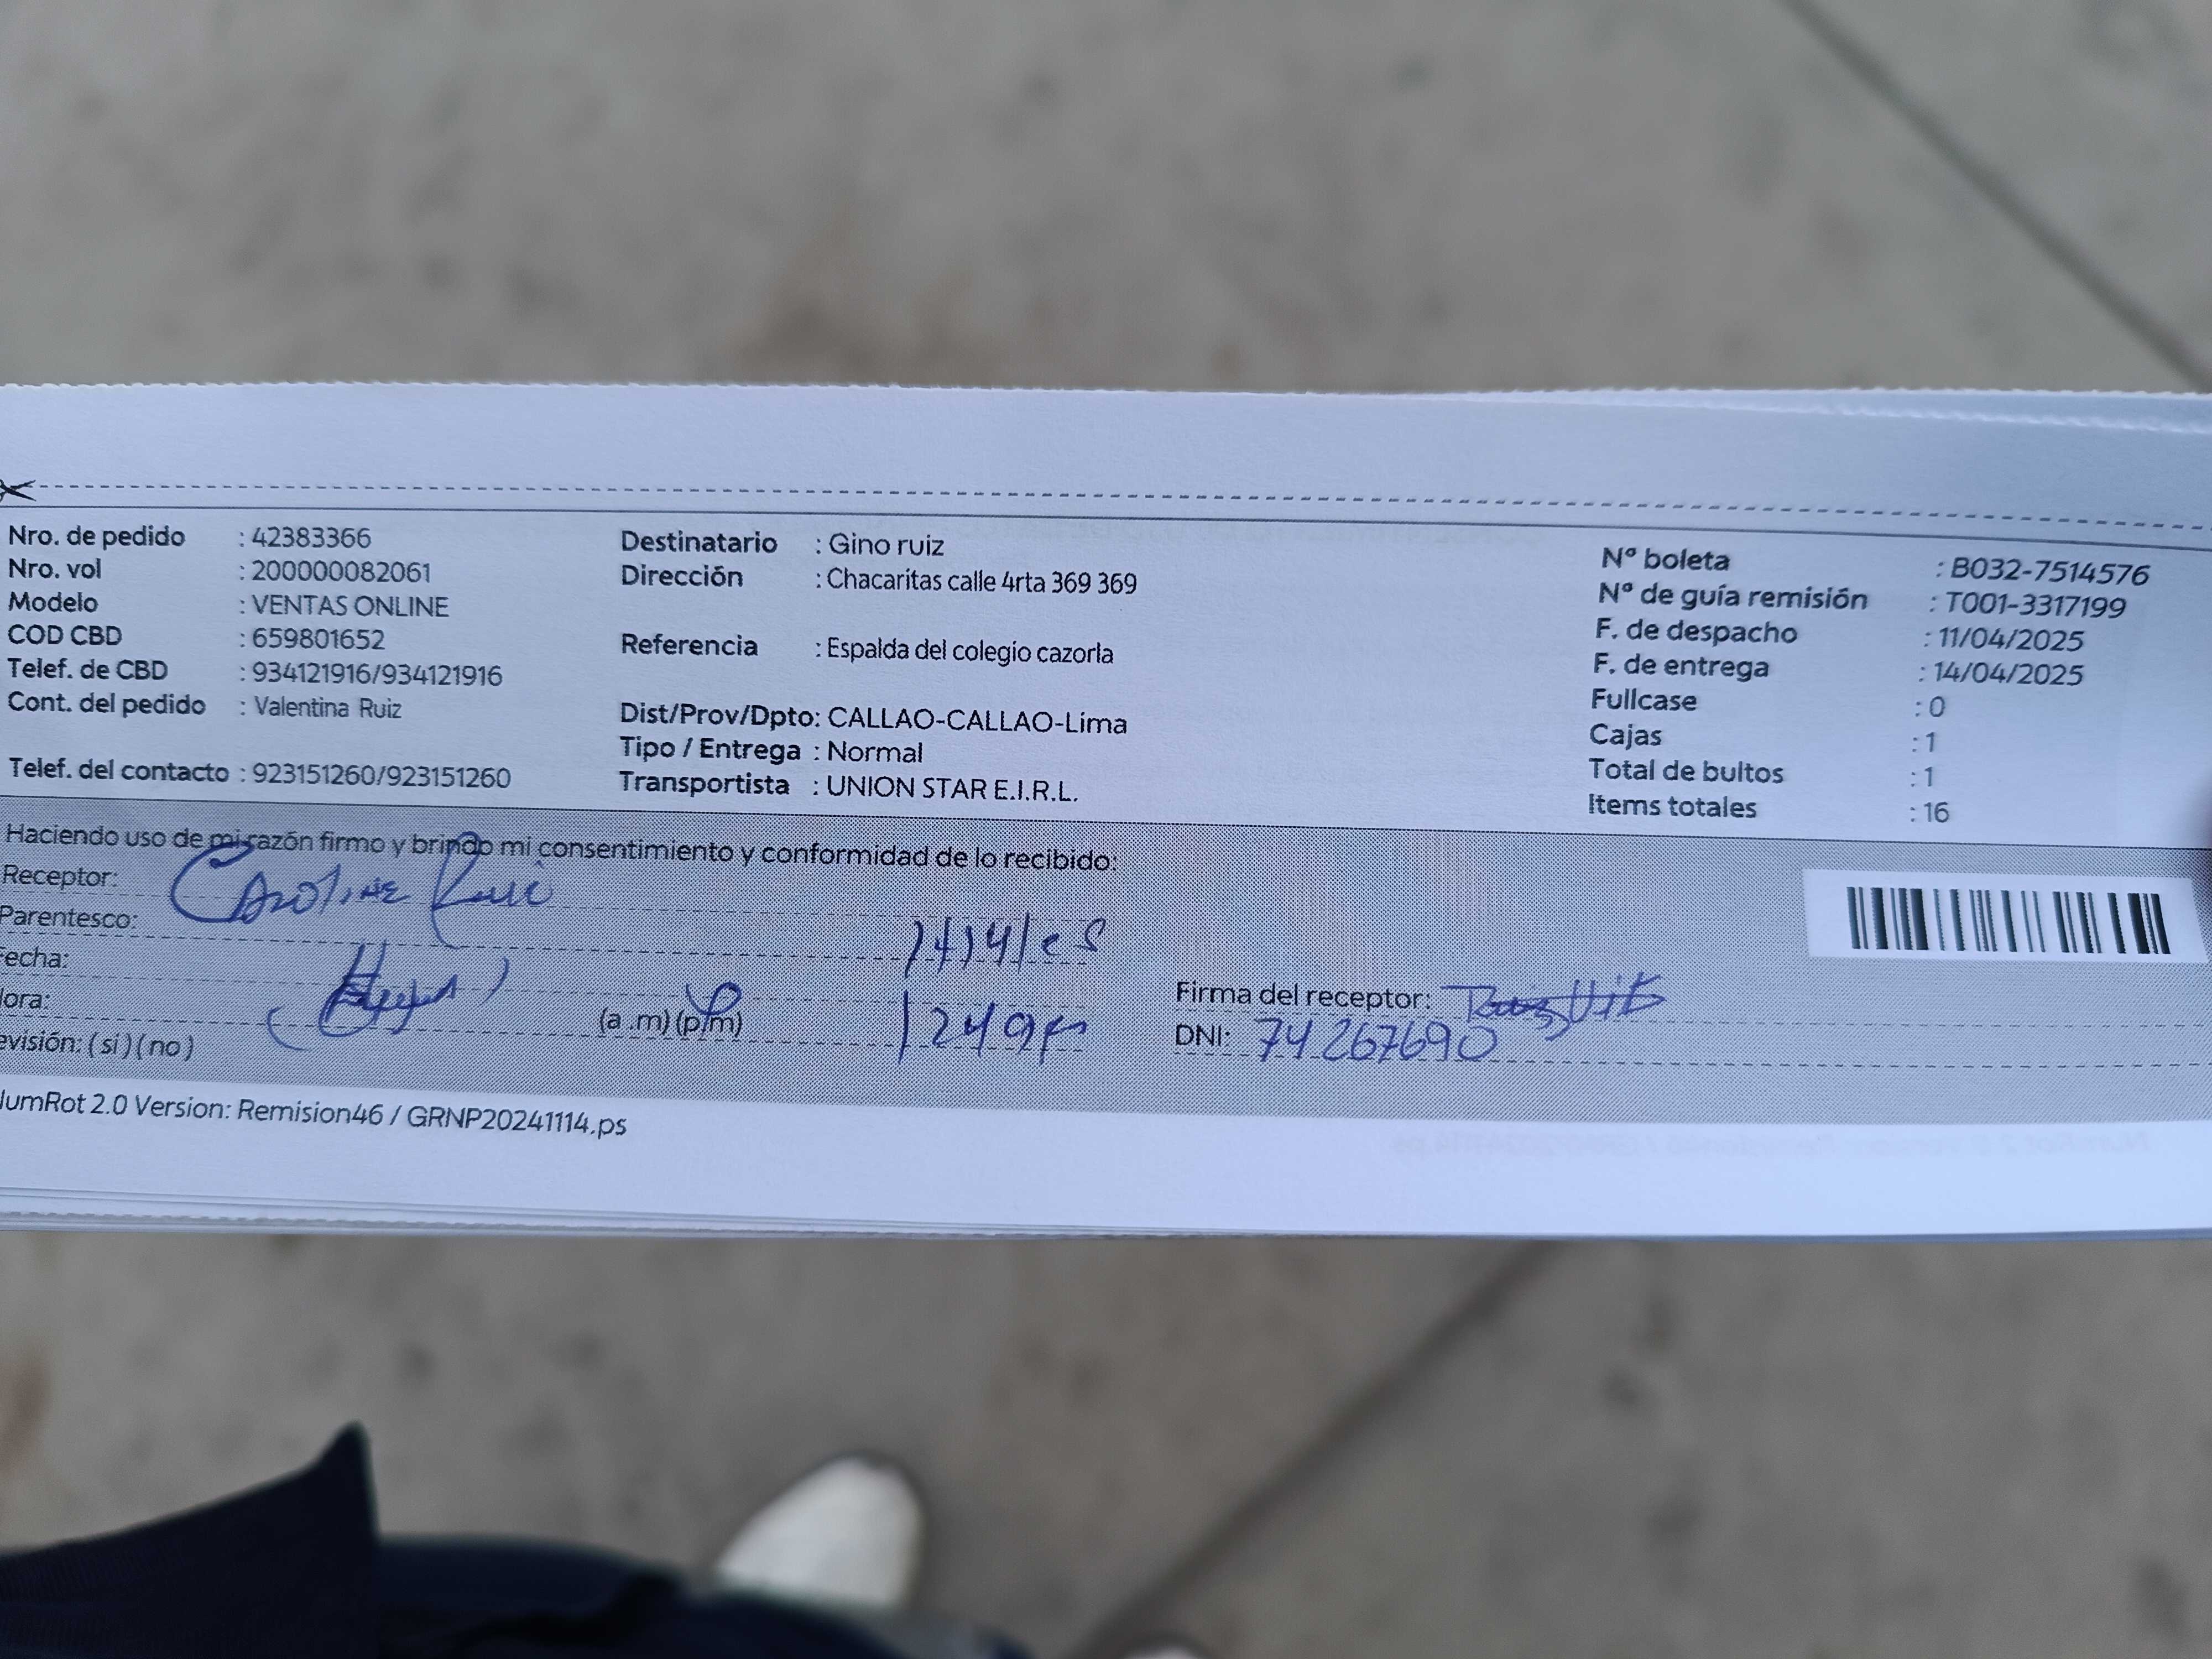 Nro. de pedido : 42383366
Nro. vol : 200000082061
Modelo : VENTAS ONLINE
COD CBD : 659801652
Telef. de CBD : 934121916/934121916
Cont. del pedido : Valentina Ruiz
Telef. del contacto : 923151260/923151260
Destinatario : Gino ruiz
Dirección : Chacaritas calle 4rta 369 369
Referencia : Espalda del colegio cazorla
Dist/Prov/Dpto: CALLAO-CALLAO-Lima
Tipo / Entrega : Normal
Transportista : UNION STAR E.I.R.L.
Nº boleta : B032-7514576
Nº de guía remisión : T001-3317199
F. de despacho : 11/04/2025
F. de entrega : 14/04/2025
Fullcase : 0
Cajas : 1
Total de bultos : 1
Items totales : 16
Haciendo uso de mi razón firmo y brindo mi consentimiento y conformidad de lo recibido:
Receptor:
Parentesco:
echa:
ora:
(a .m) (p/m)
evisión: ( si ) ( no )
Firma del receptor:
DNI: 74267690
umRot 2.0 Version: Remision46 / GRNP20241114.ps